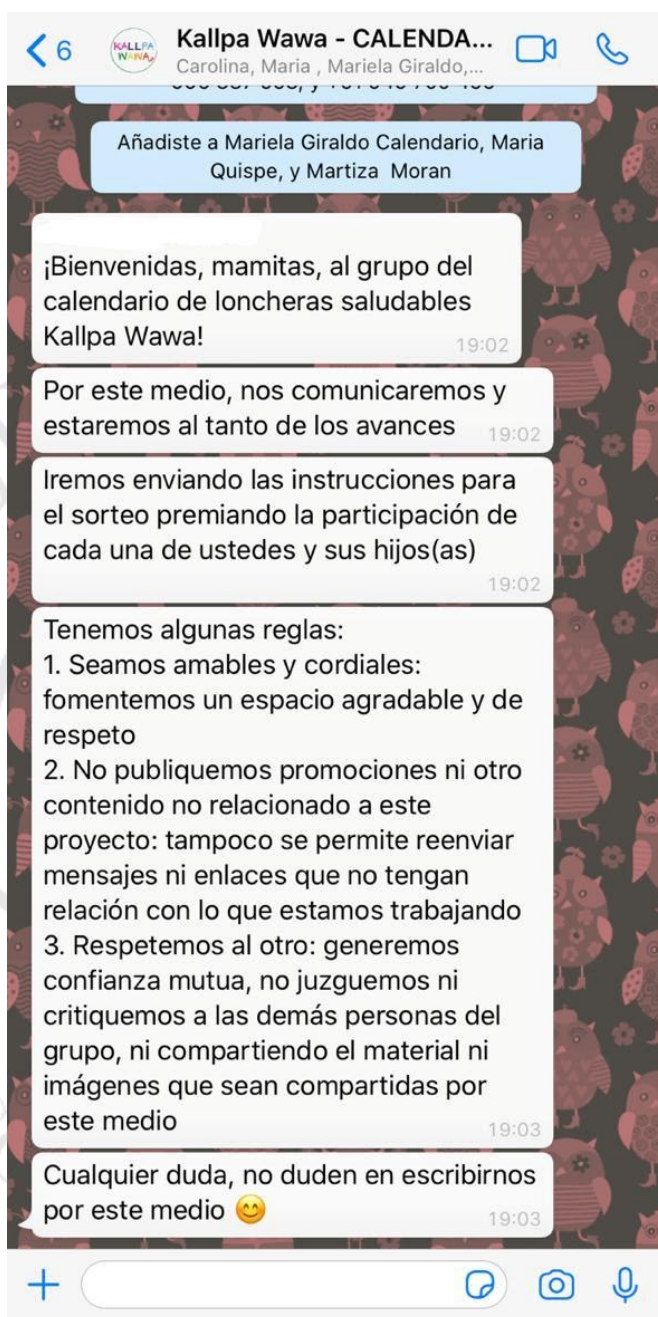 6
KALLPA
WAWA
Kallpa Wawa - CALENDA...
Carolina, Maria , Mariela Giraldo,...
Añadiste a Mariela Giraldo Calendario, Maria
Quispe, y Martiza Moran
¡Bienvenidas, mamitas, al grupo del
calendario de loncheras saludables
Kallpa Wawa!
19:02
Por este medio, nos comunicaremos y
estaremos al tanto de los avances
19:02
Iremos enviando las instrucciones para
el sorteo premiando la participación de
cada una de ustedes y sus hijos(as)
19:02
Tenemos algunas reglas:
1. Seamos amables y cordiales:
fomentemos un espacio agradable y de
respeto
2. No publiquemos promociones ni otro
contenido no relacionado a este
proyecto: tampoco se permite reenviar
mensajes ni enlaces que no tengan
relación con lo que estamos trabajando
3. Respetemos al otro: generemos
confianza mutua, no juzguemos ni
critiquemos a las demás personas del
grupo, ni compartiendo el material ni
imágenes que sean compartidas por
este medio
19:03
Cualquier duda, no duden en escribirnos
por este medio 😊
19:03